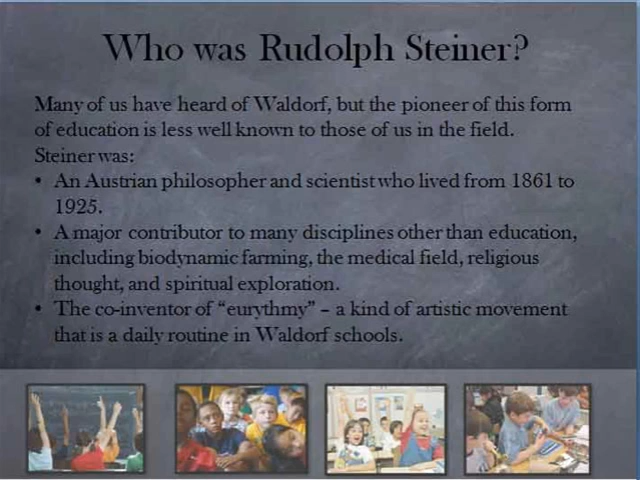 Who was Rudolph Steiner?
Many of us have heard of Waldorf, but the pioneer of this form
of education is less well known to those of us in the field.
Steiner was:
• An Austrian philosopher and scientist who lived from 1861 to
1925.
• A major contributor to many disciplines other than education,
including biodynamic farming, the medical field, religious
thought, and spiritual exploration.
• The co-inventor of “eurythmy” – a kind of artistic movement
that is a daily routine in Waldorf schools.